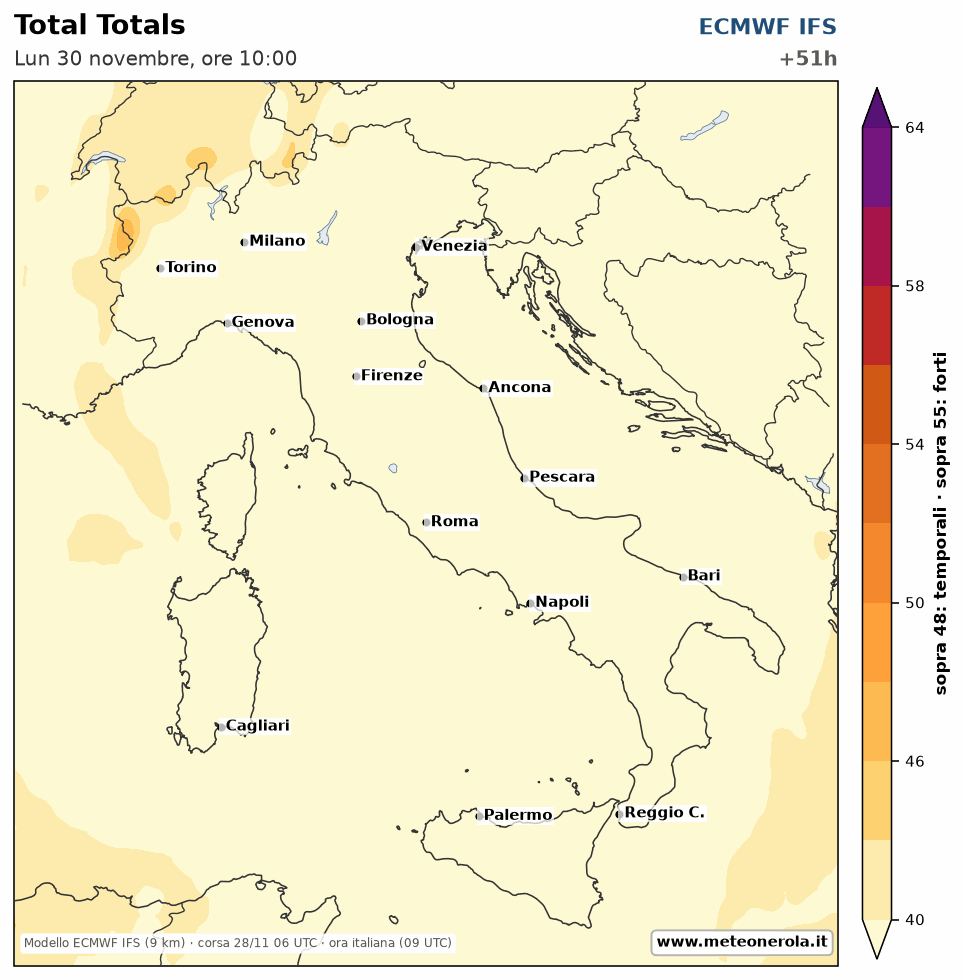 Total Totals
ECMWF IFS
Lun 30 novembre, ore 10:00
+51h
Milano
Venezia
Torino
Genova
Bologna
Firenze
Ancona
Pescara
Roma
Bari
Napoli
Cagliari
Palermo
Reggio C.
64
58
54
50
46
40
sopra 48: temporali · sopra 55: forti
Modello ECMWF IFS (9 km) · corsa 28/11 06 UTC · ora italiana (09 UTC)
www.meteonerola.it